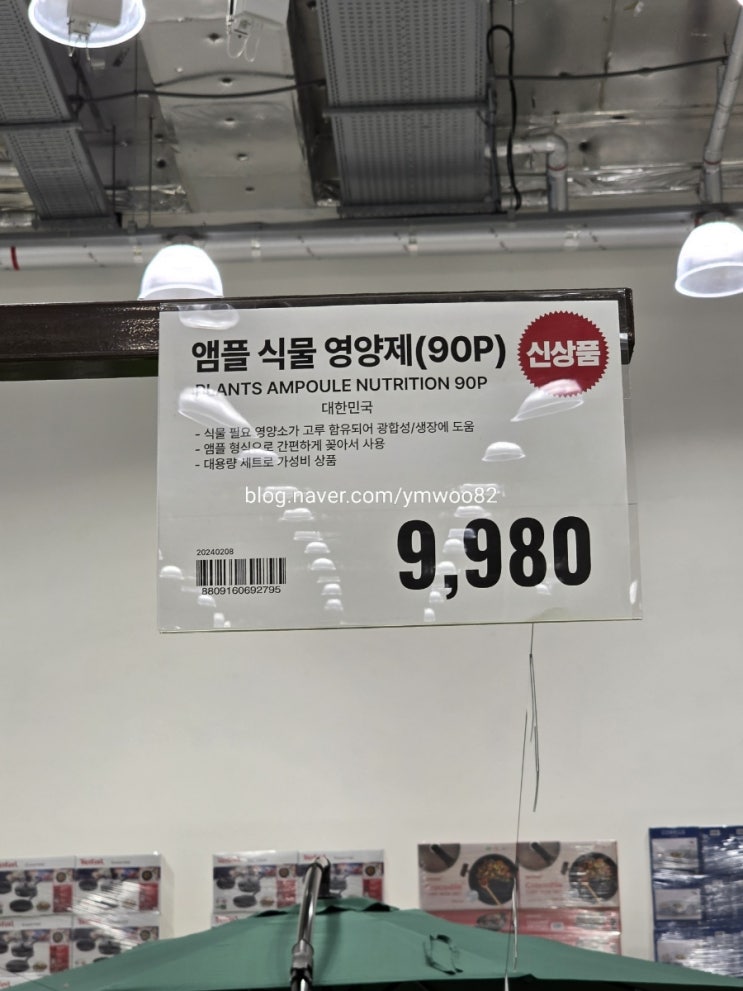 앰플 식물 영양제(90P)
신상품
PLANTS AMPOULE NUTRITION 90P
대한민국
- 식물 필요 영양소가 고루 함유되어 광합성/생장에 도움
- 앰플 형식으로 간편하게 꽂아서 사용
- 대용량 세트로 가성비 상품
blog.naver.com/ymwoo82
9,980
20240208
8809160692795
Tefal
Tefal